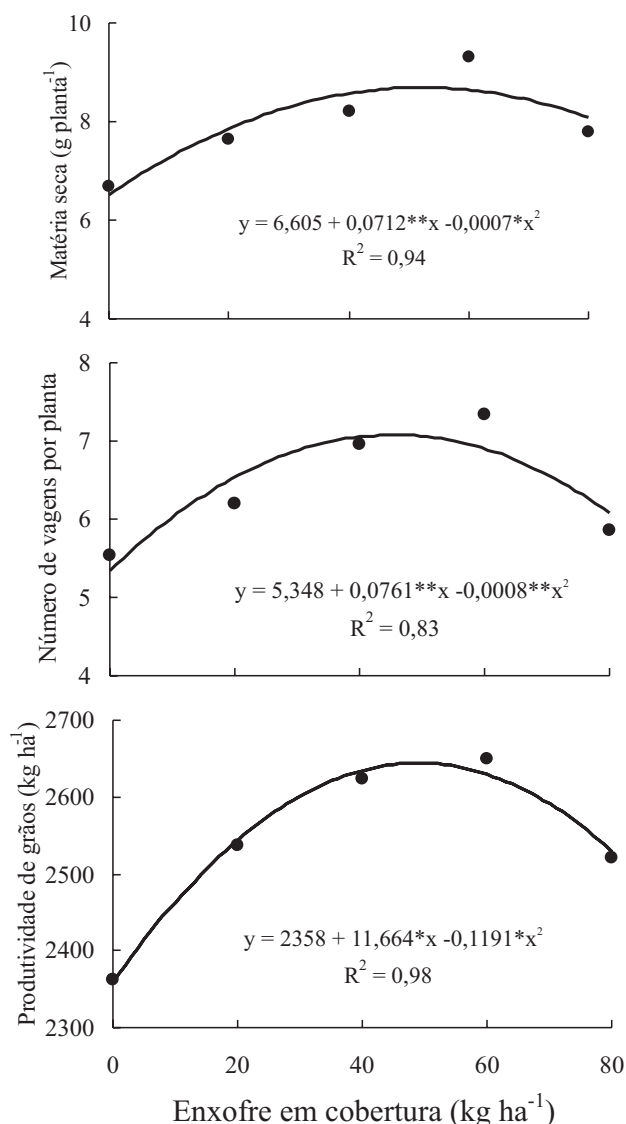 10
8
6
4
Matéria seca (g planta⁻¹)
y = 6,605 + 0,0712**x -0,0007*x²
R² = 0,94
8
7
6
5
4
Número de vagens por planta
y = 5,348 + 0,0761**x -0,0008**x²
R² = 0,83
2700
2600
2500
2400
2300
Produtividade de grãos (kg ha⁻¹)
y = 2358 + 11,664*x -0,1191*x²
R² = 0,98
0 20 40 60 80
Enxofre em cobertura (kg ha⁻¹)